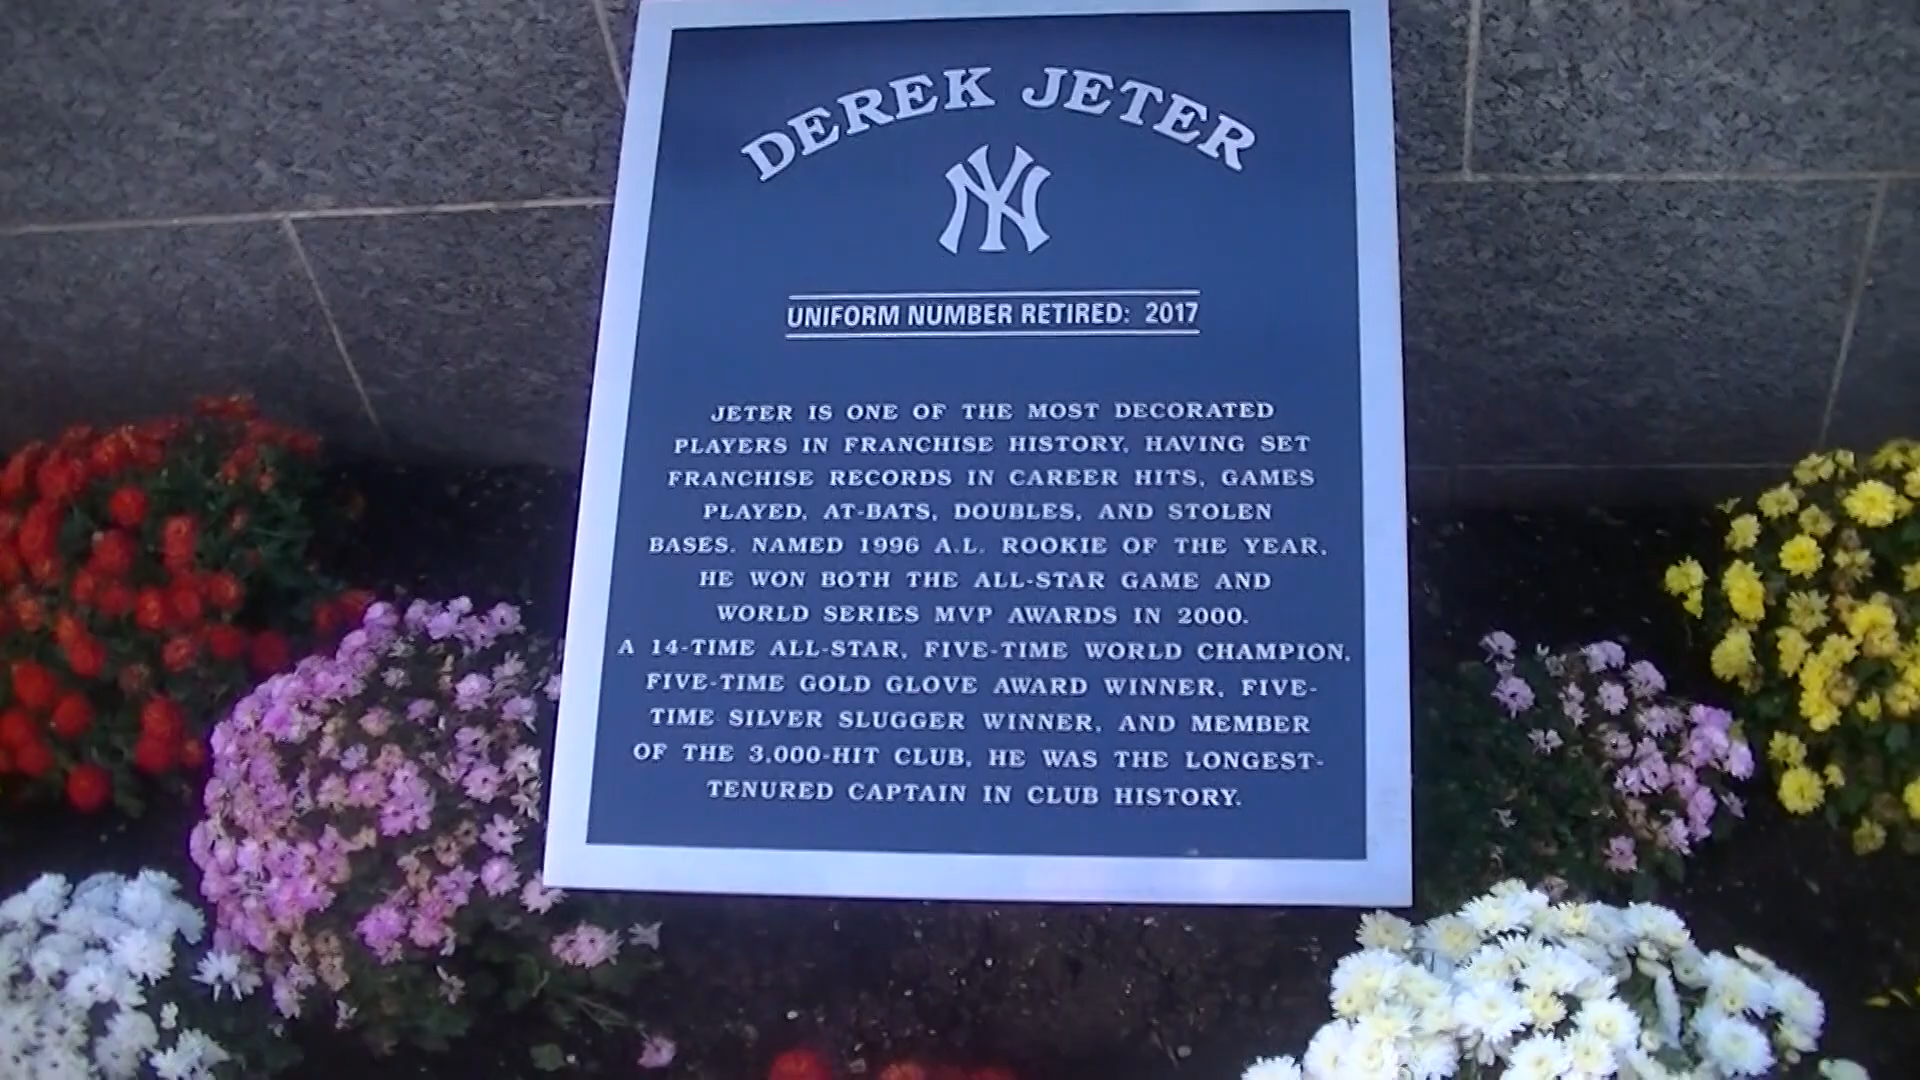 DEREK JETER
NY
UNIFORM NUMBER RETIRED: 2017
JETER IS ONE OF THE MOST DECORATED
PLAYERS IN FRANCHISE HISTORY, HAVING SET
FRANCHISE RECORDS IN CAREER HITS, GAMES
PLAYED, AT-BATS, DOUBLES, AND STOLEN
BASES. NAMED 1996 A.L. ROOKIE OF THE YEAR,
HE WON BOTH THE ALL-STAR GAME AND
WORLD SERIES MVP AWARDS IN 2000.
A 14-TIME ALL-STAR, FIVE-TIME WORLD CHAMPION,
FIVE-TIME GOLD GLOVE AWARD WINNER, FIVE-
TIME SILVER SLUGGER WINNER, AND MEMBER
OF THE 3,000-HIT CLUB, HE WAS THE LONGEST-
TENURED CAPTAIN IN CLUB HISTORY.